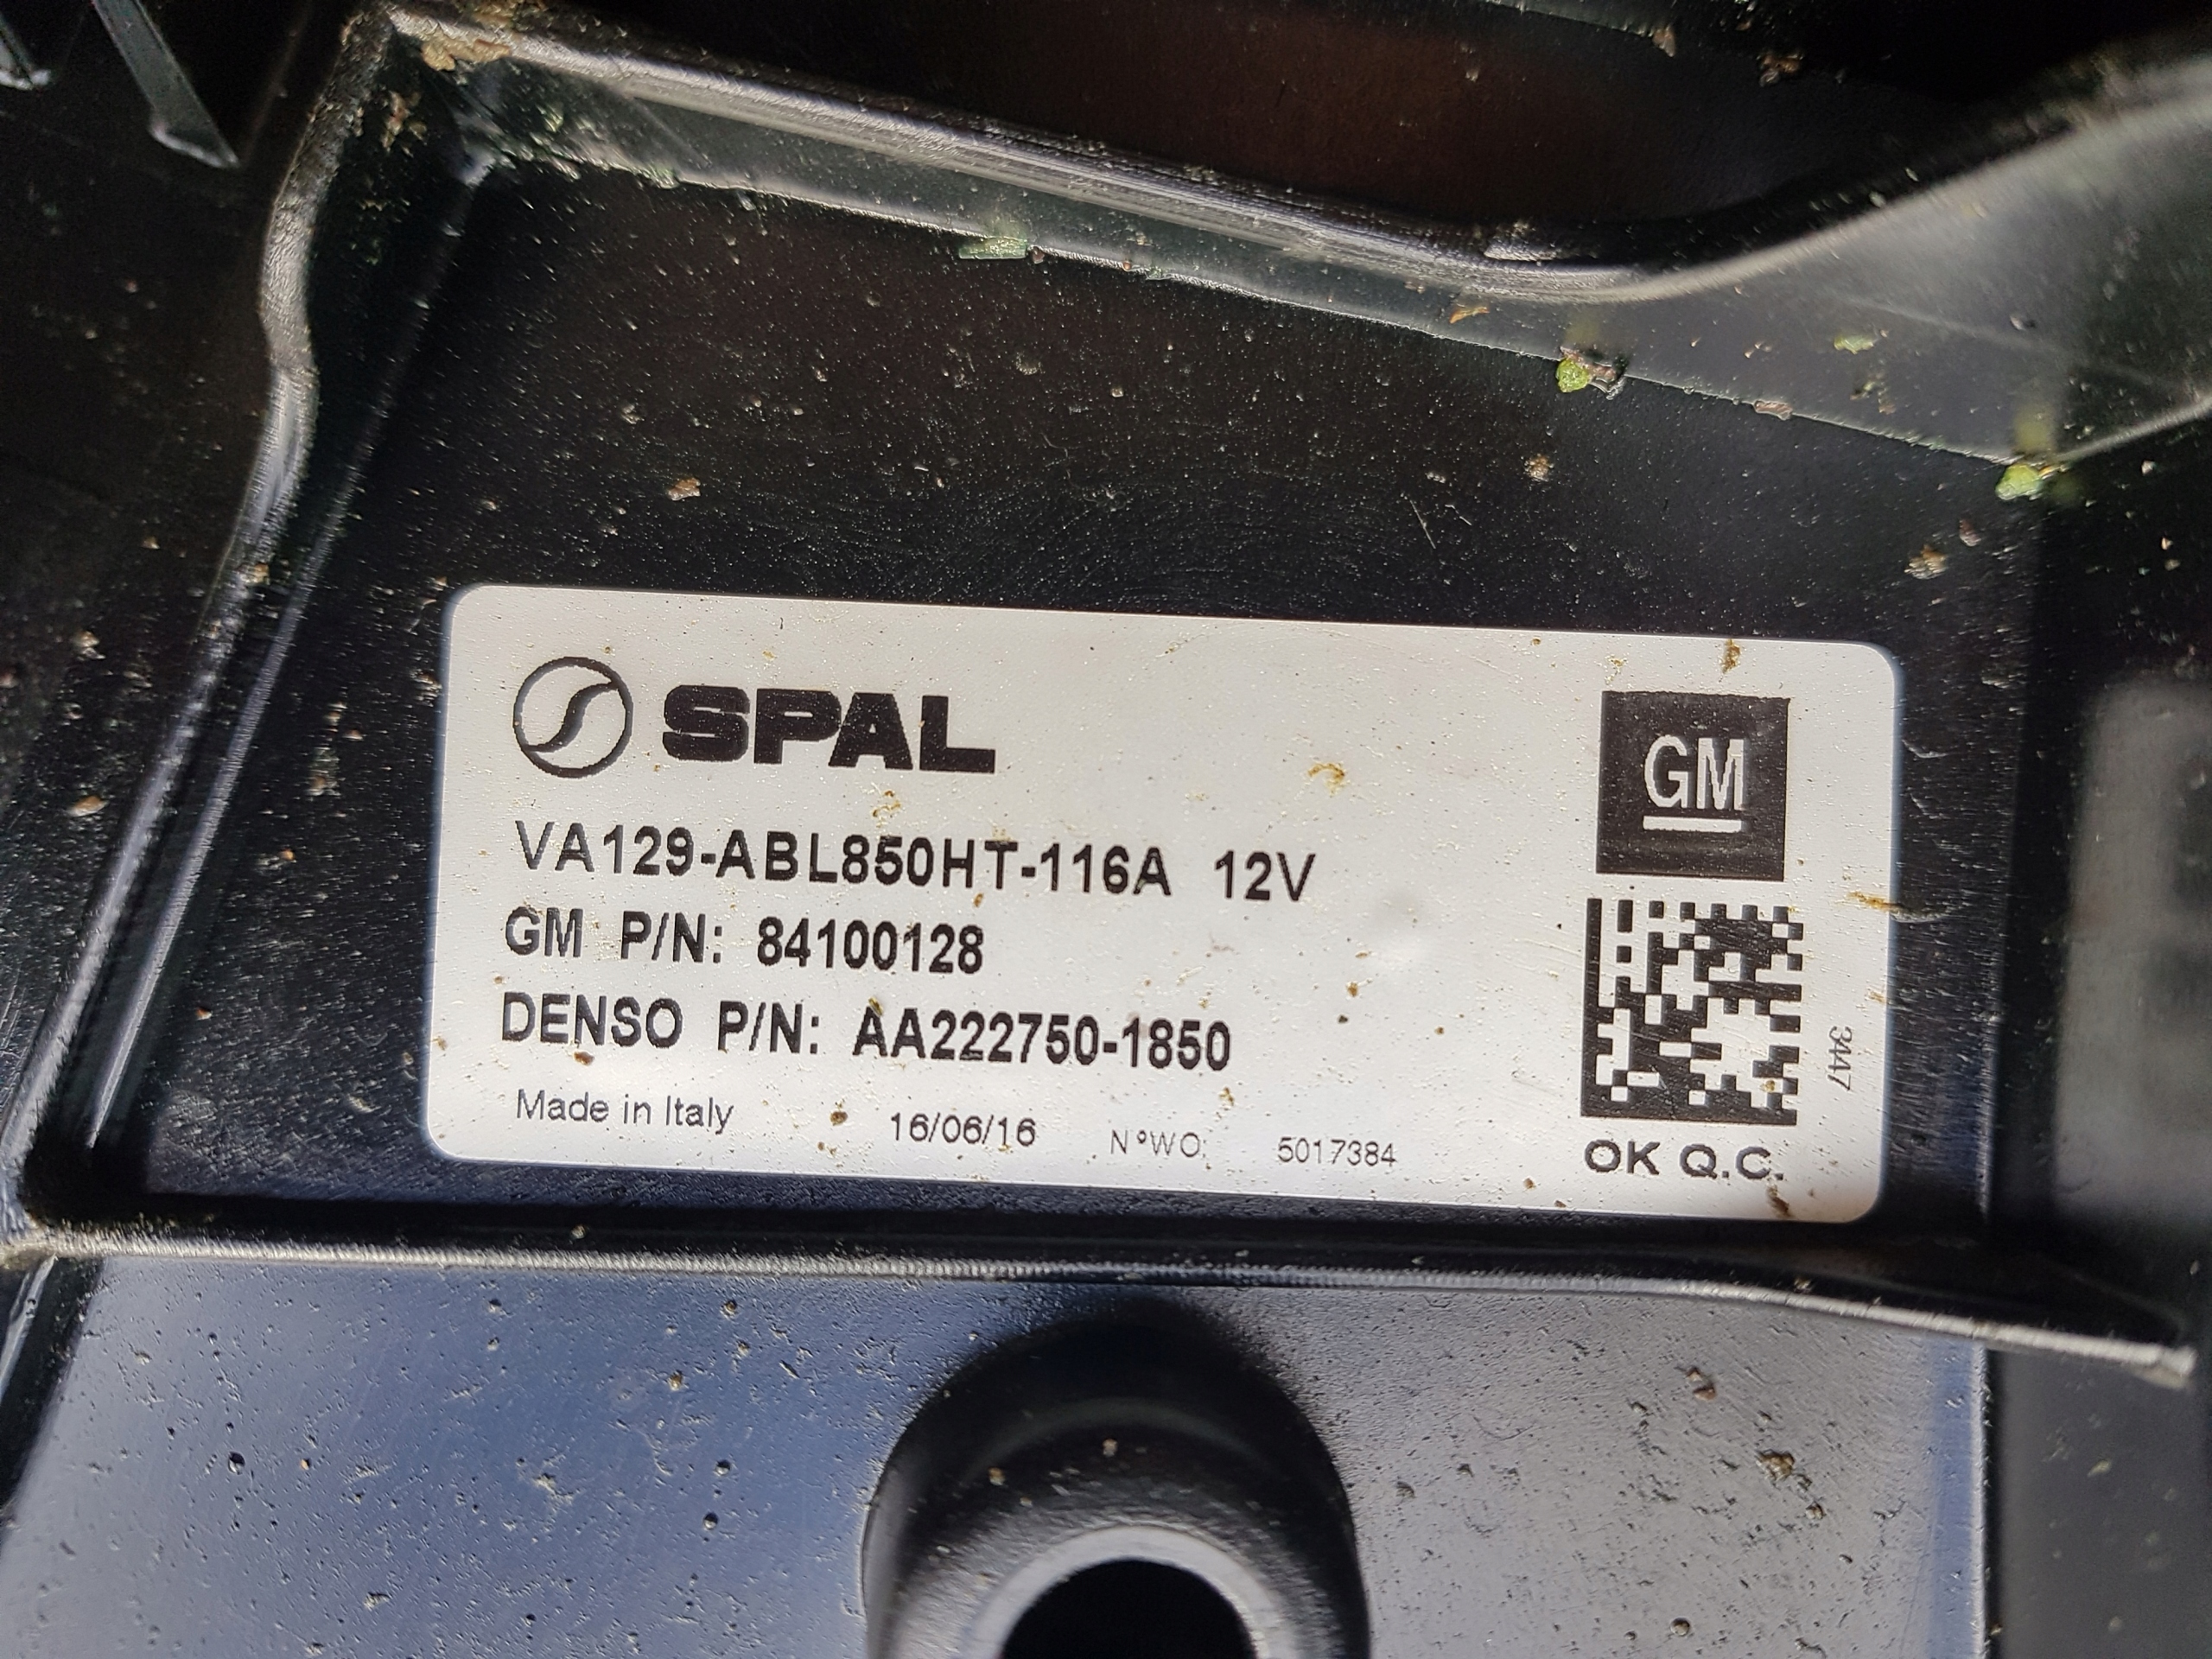 SPAL
GM
VA129-ABL850HT-116A 12V
GM P/N: 84100128
DENSO P/N: AA222750-1850
3447
Made in Italy 16/06/16 N°WO: 5017384
OK Q.C.